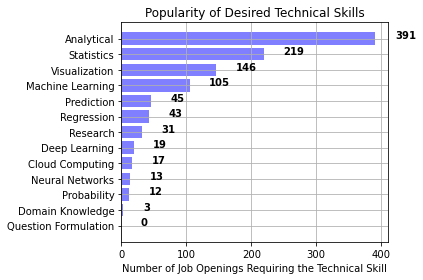 Popularity of Desired Technical Skills
Analytical 391
Statistics 219
Visualization 146
Machine Learning 105
Prediction 45
Regression 43
Research 31
Deep Learning 19
Cloud Computing 17
Neural Networks 13
Probability 12
Domain Knowledge 3
Question Formulation 0
0 100 200 300 400
Number of Job Openings Requiring the Technical Skill